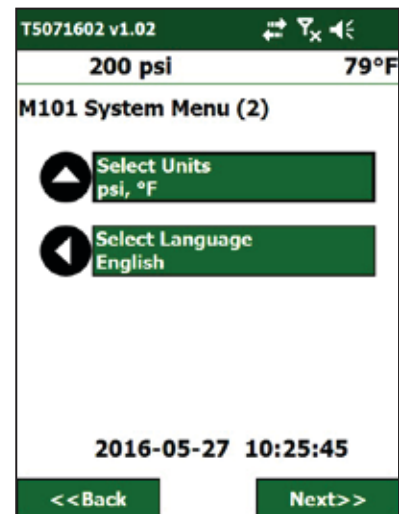 T5071602 v1.02
200 psi 79°F
M101 System Menu (2)
Select Units
psi, °F
Select Language
English
2016-05-27 10:25:45
<<Back Next>>